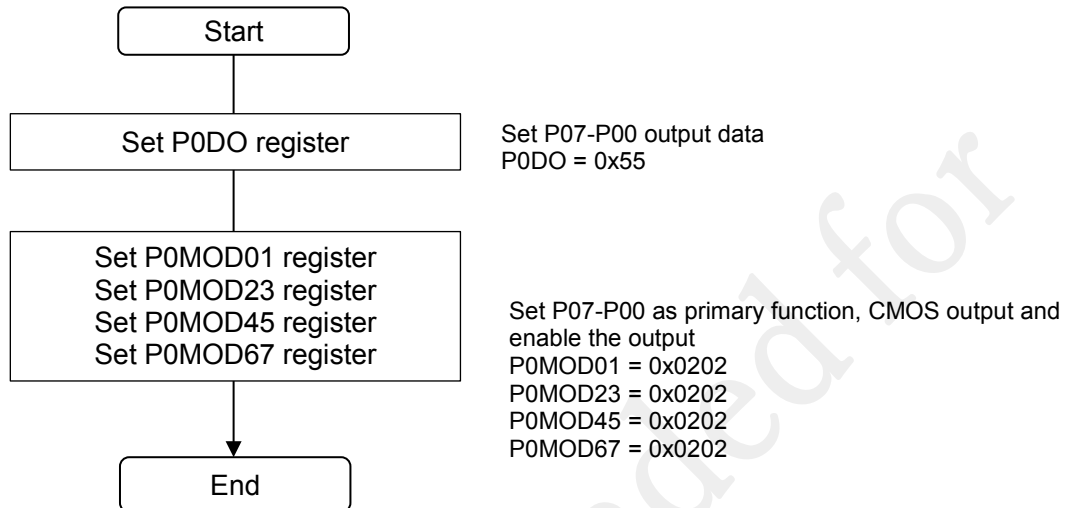 Start
Set P0DO register
Set P07-P00 output data
P0DO = 0x55
Set P0MOD01 register
Set P0MOD23 register
Set P0MOD45 register
Set P0MOD67 register
Set P07-P00 as primary function, CMOS output and
enable the output
P0MOD01 = 0x0202
P0MOD23 = 0x0202
P0MOD45 = 0x0202
P0MOD67 = 0x0202
End
for